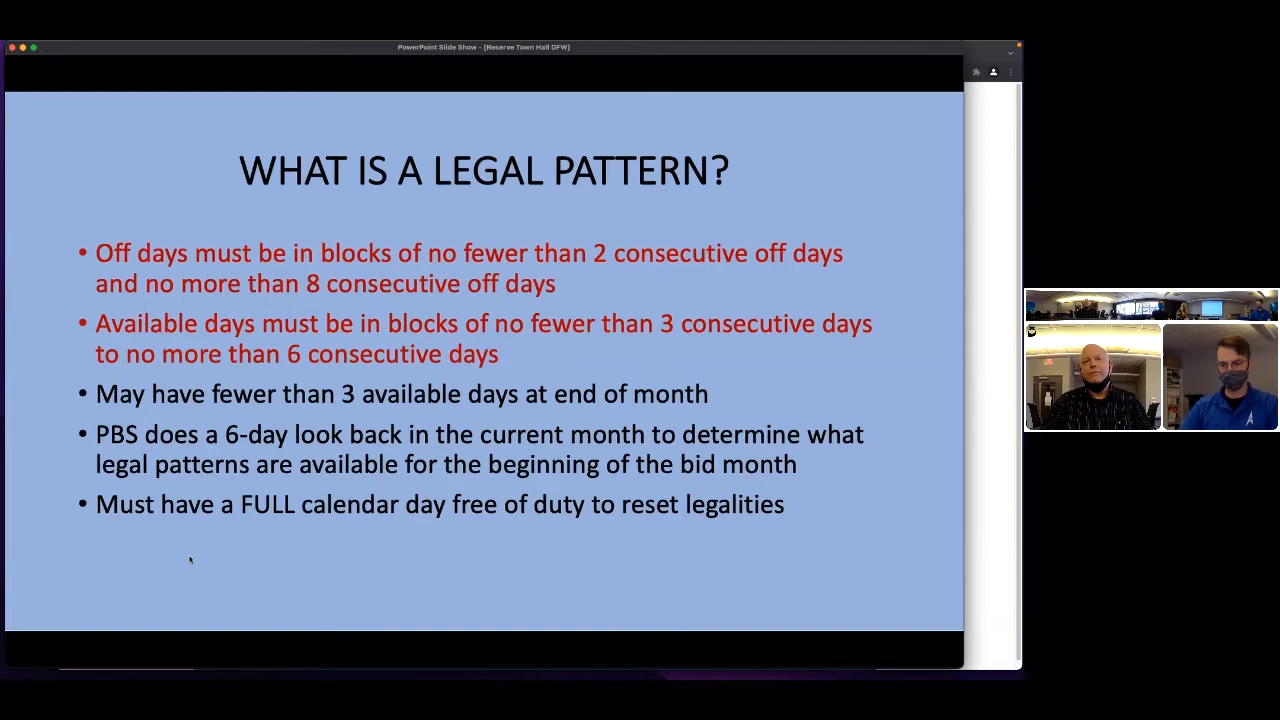 PowerPoint Slide Show - [Reserve Town Hall DFW]
WHAT IS A LEGAL PATTERN?
• Off days must be in blocks of no fewer than 2 consecutive off days
and no more than 8 consecutive off days
• Available days must be in blocks of no fewer than 3 consecutive days
to no more than 6 consecutive days
• May have fewer than 3 available days at end of month
• PBS does a 6-day look back in the current month to determine what
legal patterns are available for the beginning of the bid month
• Must have a FULL calendar day free of duty to reset legalities